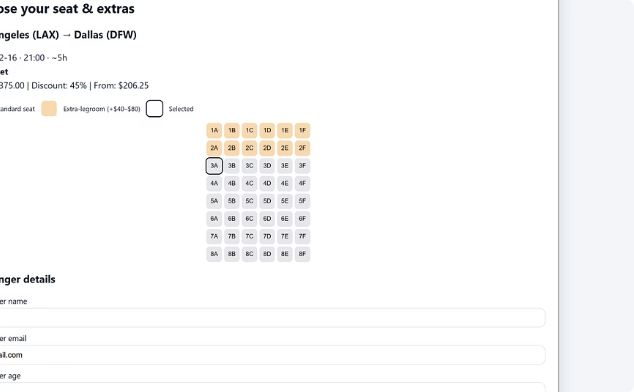 ose your seat & extras
ngeles (LAX) → Dallas (DFW)
2-16 · 21:00 · ~5h
et
375.00 | Discount: 45% | From: $206.25
andard seat Extra-legroom (+$40–$80) Selected
1A 1B 1C 1D 1E 1F
2A 2B 2C 2D 2E 2F
3A 3B 3C 3D 3E 3F
4A 4B 4C 4D 4E 4F
5A 5B 5C 5D 5E 5F
6A 6B 6C 6D 6E 6F
7A 7B 7C 7D 7E 7F
8A 8B 8C 8D 8E 8F
nger details
er name
er email
ail.com
er age